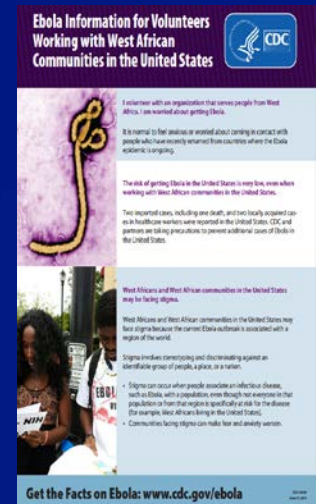 Ebola Information for Volunteers
Working with West African
Communities in the United States
CDC
I volunteer with an organization that serves people from West
Africa. I am worried about getting Ebola.
It is normal to feel anxious or worried about coming in contact with
people who have recently returned from countries where the Ebola
epidemic is ongoing.
The risk of getting Ebola in the United States is very low, even when
working with West African communities in the United States.
Two imported cases, including one death, and two locally acquired cas-
es in healthcare workers were reported in the United States. CDC and
partners are taking precautions to prevent additional cases of Ebola in
the United States.
West Africans and West African communities in the United States
may be facing stigma.
West Africans and West African communities in the United States may
face stigma because the current Ebola outbreak is associated with a
region of the world.
Stigma involves stereotyping and discriminating against an
identifiable group of people, a place, or a nation.
• Stigma can occur when people associate an infectious disease,
such as Ebola, with a population, even though not everyone in that
population or from that region is specifically at risk for the disease
(for example, West Africans living in the United States).
• Communities facing stigma can make fear and anxiety worsen.
NIH
EBOL
Get the Facts on Ebola: www.cdc.gov/ebola